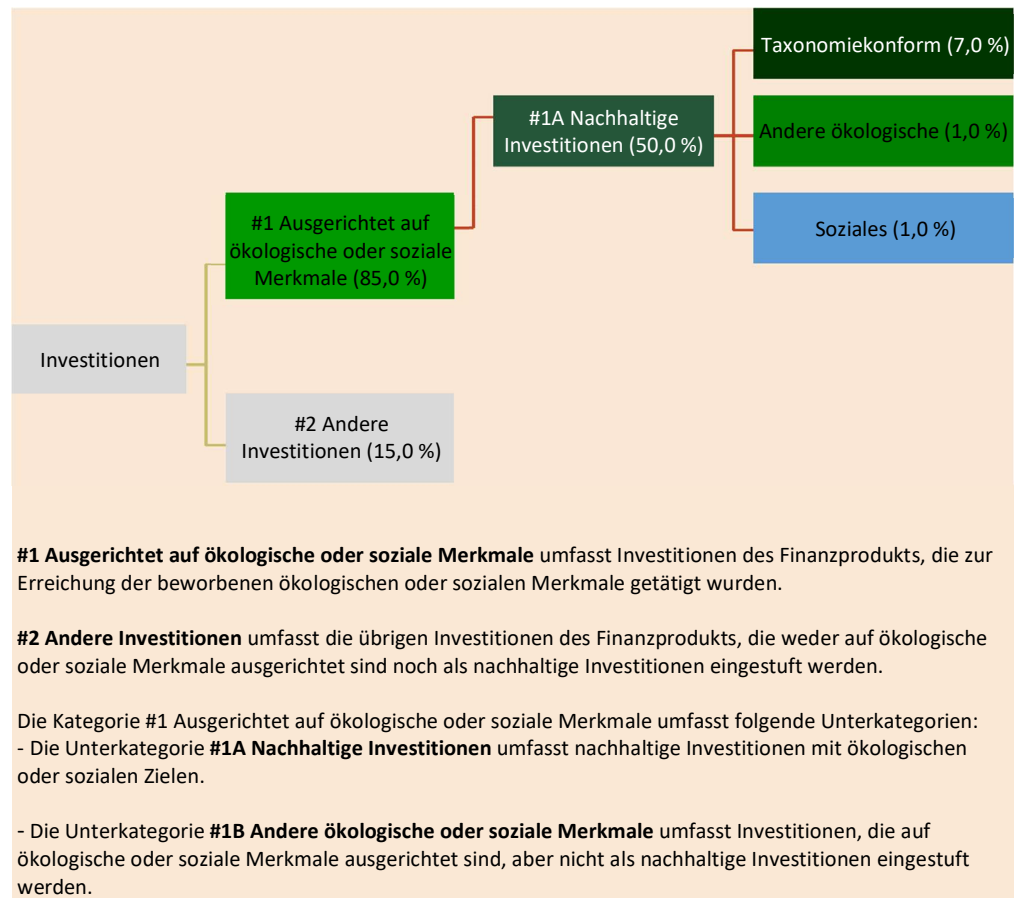 Taxonomiekonform (7,0 %)
#1A Nachhaltige
Investitionen (50,0 %)
Andere ökologische (1,0 %)
#1 Ausgerichtet auf
ökologische oder soziale
Merkmale (85,0 %)
Soziales (1,0 %)
Investitionen
#2 Andere
Investitionen (15,0 %)
#1 Ausgerichtet auf ökologische oder soziale Merkmale umfasst Investitionen des Finanzprodukts, die zur
Erreichung der beworbenen ökologischen oder sozialen Merkmale getätigt wurden.
#2 Andere Investitionen umfasst die übrigen Investitionen des Finanzprodukts, die weder auf ökologische
oder soziale Merkmale ausgerichtet sind noch als nachhaltige Investitionen eingestuft werden.
Die Kategorie #1 Ausgerichtet auf ökologische oder soziale Merkmale umfasst folgende Unterkategorien:
- Die Unterkategorie #1A Nachhaltige Investitionen umfasst nachhaltige Investitionen mit ökologischen
oder sozialen Zielen.
- Die Unterkategorie #1B Andere ökologische oder soziale Merkmale umfasst Investitionen, die auf
ökologische oder soziale Merkmale ausgerichtet sind, aber nicht als nachhaltige Investitionen eingestuft
werden.